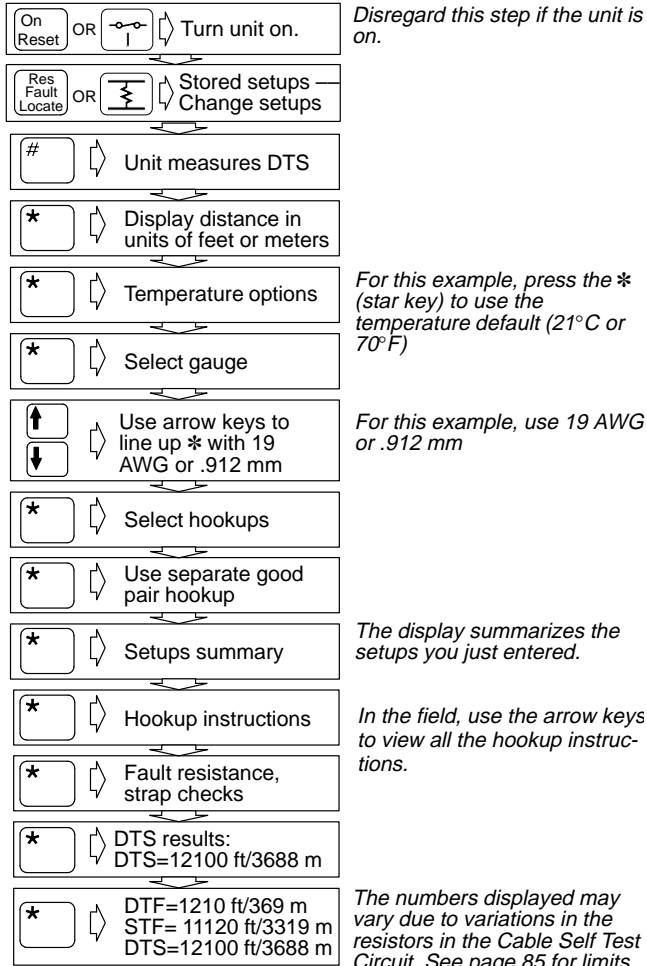 On
Reset
OR
Turn unit on.
Disregard this step if the unit is
on.
Res
Fault
Locate
OR
Stored setups —
Change setups
#
Unit measures DTS
*
Display distance in
units of feet or meters
*
Temperature options
For this example, press the ✻
(star key) to use the
temperature default (21°C or
70°F)
*
Select gauge
Use arrow keys to
line up ✻ with 19
AWG or .912 mm
For this example, use 19 AWG
or .912 mm
*
Select hookups
*
Use separate good
pair hookup
*
Setups summary
The display summarizes the
setups you just entered.
*
Hookup instructions
In the field, use the arrow keys
to view all the hookup instruc-
tions.
*
Fault resistance,
strap checks
*
DTS results:
DTS=12100 ft/3688 m
*
DTF=1210 ft/369 m
STF= 11120 ft/3319 m
DTS=12100 ft/3688 m
The numbers displayed may
vary due to variations in the
resistors in the Cable Self Test
Circuit. See page 85 for limits